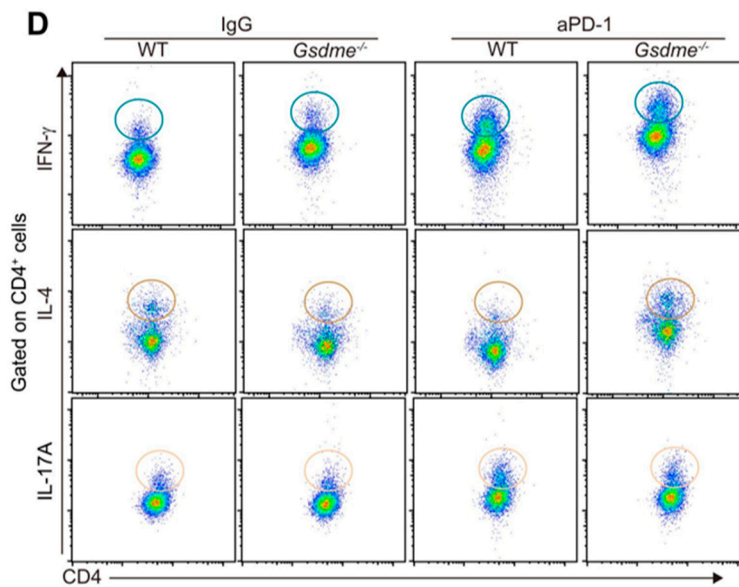 D
IgG
aPD-1
WT
Gsdme-/-
WT
Gsdme-/-
Gated on CD4+ cells
IFN-γ
IL-4
IL-17A
CD4